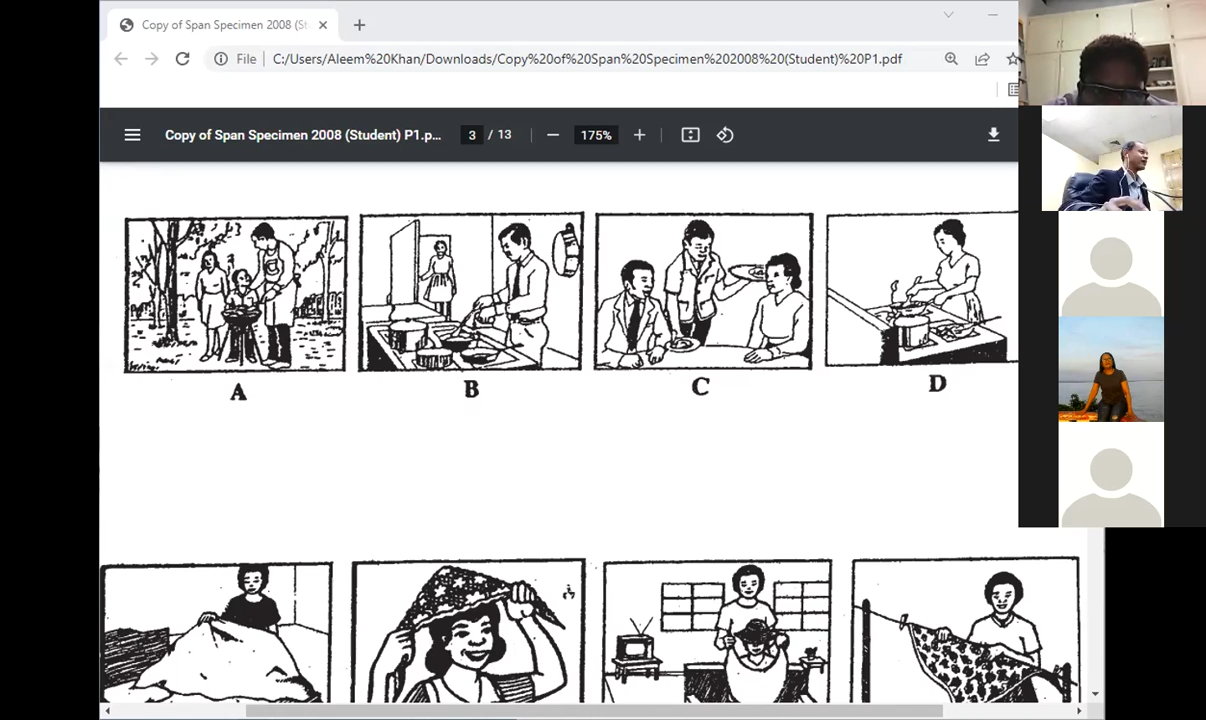 Copy of Span Specimen 2008 (St
File C:/Users/Aleem%20Khan/Downloads/Copy%20of%20Span%20Specimen%202008%20(Student)%20P1.pdf
Copy of Span Specimen 2008 (Student) P1.p... 3 / 13 175%
A B C D